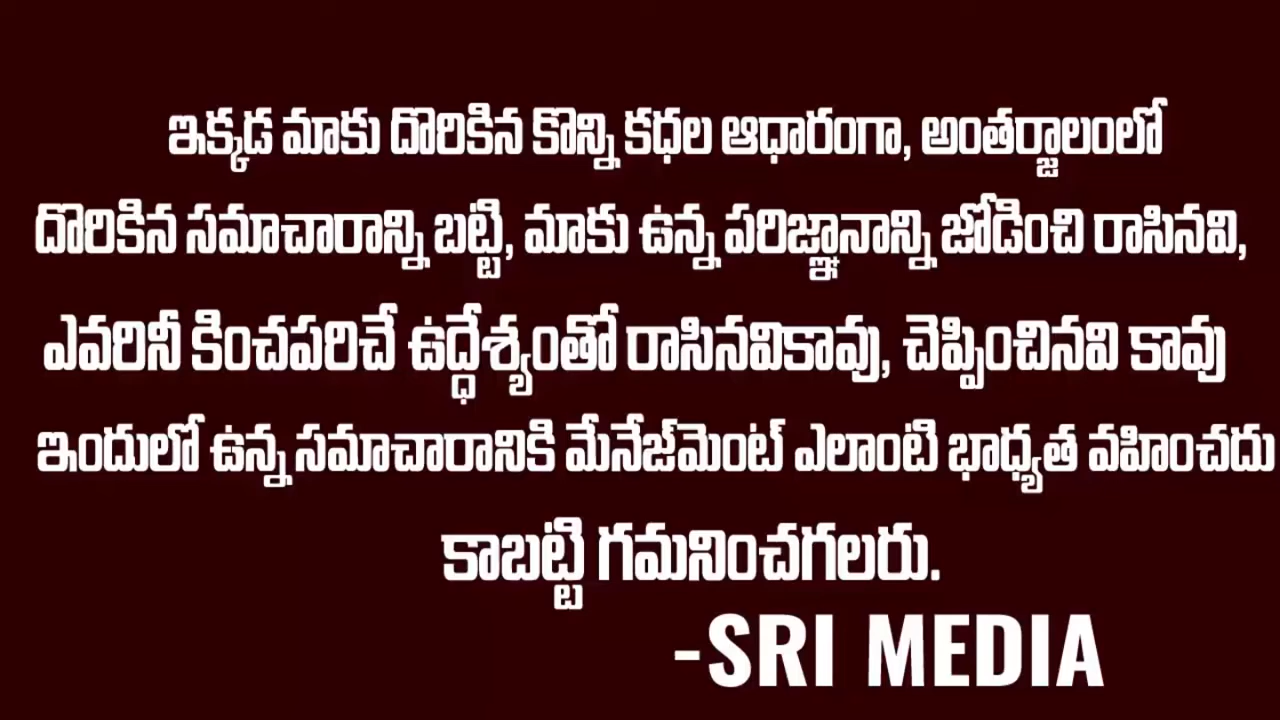 ఇక్కడ మాకు దొరికిన కొన్ని కధల ఆధారంగా, అంతర్జాలంలో
దొరికిన సమాచారాన్ని బట్టి, మాకు ఉన్న పరిజ్ఞానాన్ని జోడించి రాసినవి,
ఎవరినీ కించపరిచే ఉద్ధేశ్యంతో రాసినవికావు, చెప్పించినవి కావు
ఇందులో ఉన్న సమాచారానికి మేనేజ్‌మెంట్ ఎలాంటి భాధ్యత వహించదు
కాబట్టి గమనించగలరు.
-SRI MEDIA